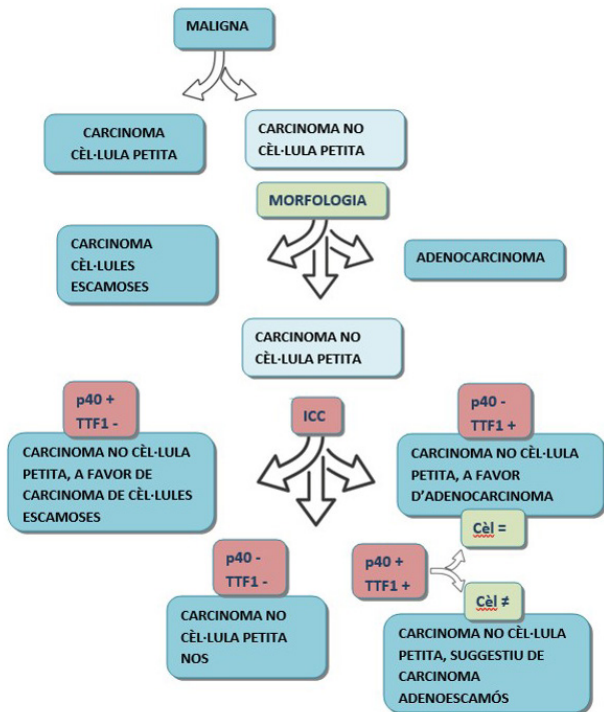 MALIGNA
CARCINOMA
CÈL·LULA PETITA
CARCINOMA NO
CÈL·LULA PETITA
MORFOLOGIA
CARCINOMA
CÈL·LULES
ESCAMOSES
ADENOCARCINOMA
CARCINOMA NO
CÈL·LULA PETITA
p40 +
TTF1 -
CARCINOMA NO CÈL·LULA
PETITA, A FAVOR DE
CARCINOMA DE CÈL·LULES
ESCAMOSES
ICC
p40 -
TTF1 +
CARCINOMA NO CÈL·LULA
PETITA, A FAVOR
D’ADENOCARCINOMA
Cèl =
p40 -
TTF1 -
CARCINOMA NO
CÈL·LULA PETITA
NOS
p40 +
TTF1 +
Cèl ≠
CARCINOMA NO CÈL·LULA
PETITA, SUGGESTIU DE
CARCINOMA
ADENOESCAMÓS